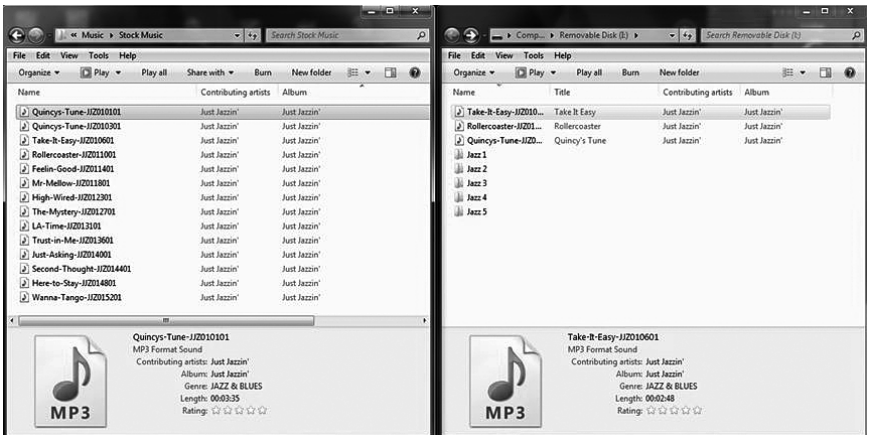 « Music ▸ Stock Music
Search Stock Music
File Edit View Tools Help
Organize ▾ Play ▾ Play all Share with ▾ Burn New folder
Name Contributing artists Album
Quincys-Tune-JJZ010101 Just Jazzin' Just Jazzin'
Quincys-Tune-JJZ010301 Just Jazzin' Just Jazzin'
Take-It-Easy-JJZ010601 Just Jazzin' Just Jazzin'
Rollercoaster-JJZ011001 Just Jazzin' Just Jazzin'
Feelin-Good-JJZ011401 Just Jazzin' Just Jazzin'
Mr-Mellow-JJZ011801 Just Jazzin' Just Jazzin'
High-Wired-JJZ012301 Just Jazzin' Just Jazzin'
The-Mystery-JJZ012701 Just Jazzin' Just Jazzin'
LA-Time-JJZ013101 Just Jazzin' Just Jazzin'
Trust-in-Me-JJZ013601 Just Jazzin' Just Jazzin'
Just-Asking-JJZ014001 Just Jazzin' Just Jazzin'
Second-Thought-JJZ014401 Just Jazzin' Just Jazzin'
Here-to-Stay-JJZ014801 Just Jazzin' Just Jazzin'
Wanna-Tango-JJZ015201 Just Jazzin' Just Jazzin'
MP3
Quincys-Tune-JJZ010101
MP3 Format Sound
Contributing artists: Just Jazzin'
Album: Just Jazzin'
Genre: JAZZ & BLUES
Length: 00:03:35
Rating: ☆☆☆☆☆
▸ Comp... ▸ Removable Disk (I:) ▸
Search Removable Disk (I:)
File Edit View Tools Help
Organize ▾ Play ▾ Play all Burn New folder
Name Title Contributing artists Album
Take-It-Easy-JJZ010... Take It Easy Just Jazzin' Just Jazzin'
Rollercoaster-JJZ01... Rollercoaster Just Jazzin' Just Jazzin'
Quincys-Tune-JJZ0... Quincy's Tune Just Jazzin' Just Jazzin'
Jazz 1
Jazz 2
Jazz 3
Jazz 4
Jazz 5
MP3
Take-It-Easy-JJZ010601
MP3 Format Sound
Contributing artists: Just Jazzin'
Album: Just Jazzin'
Genre: JAZZ & BLUES
Length: 00:02:48
Rating: ☆☆☆☆☆